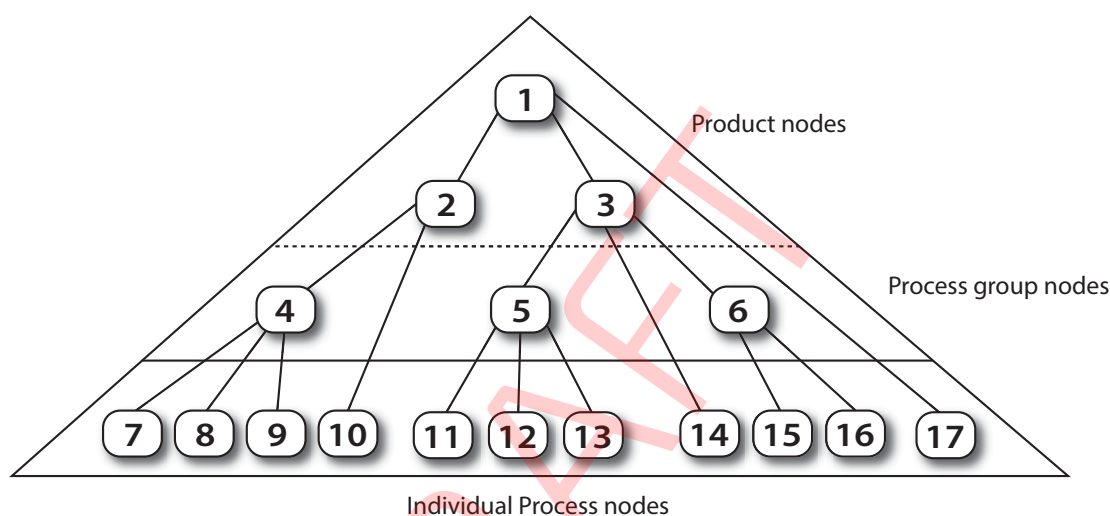 1
Product nodes
2 3
Process group nodes
4 5 6
7 8 9 10 11 12 13 14 15 16 17
Individual Process nodes
DRAFT